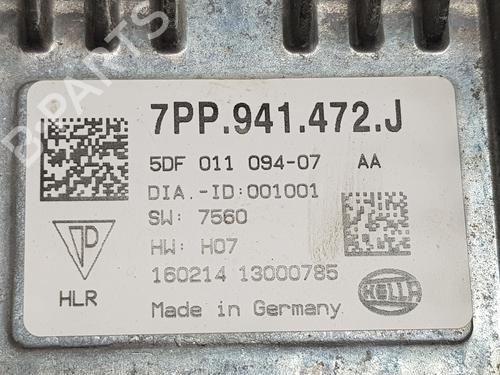 7PP.941.472.J
5DF 011 094-07 AA
DIA.-ID:001001
SW: 7560
HW: H07
160214 13000785
HLR
HELLA
Made in Germany
B-PARTS